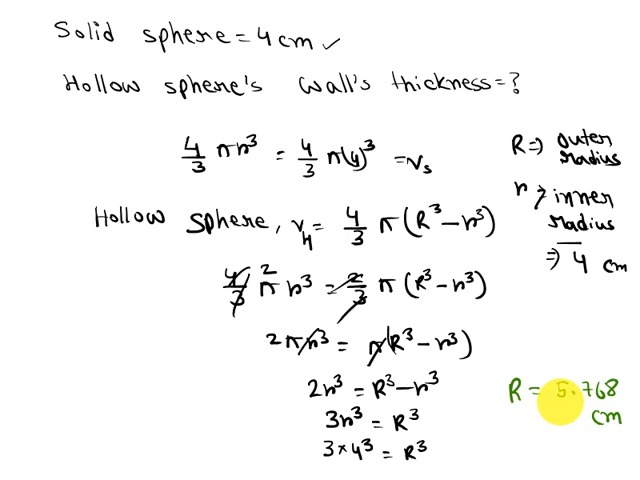 Solid sphere = 4 cm ✓
Hollow sphere's wall's thickness = ?
4/3 πr³ = 4/3 π(4)³ = Vs
R => outer radius
r => inner radius
=> 4 cm
Hollow sphere, VH = 4/3 π (R³ - r³)
4/3 2 π r³ = 2/3 π (R³ - r³)
2πr³ = π(R³ - r³)
2r³ = R³ - r³
3r³ = R³
3 × 4³ = R³
R = 5.768 cm